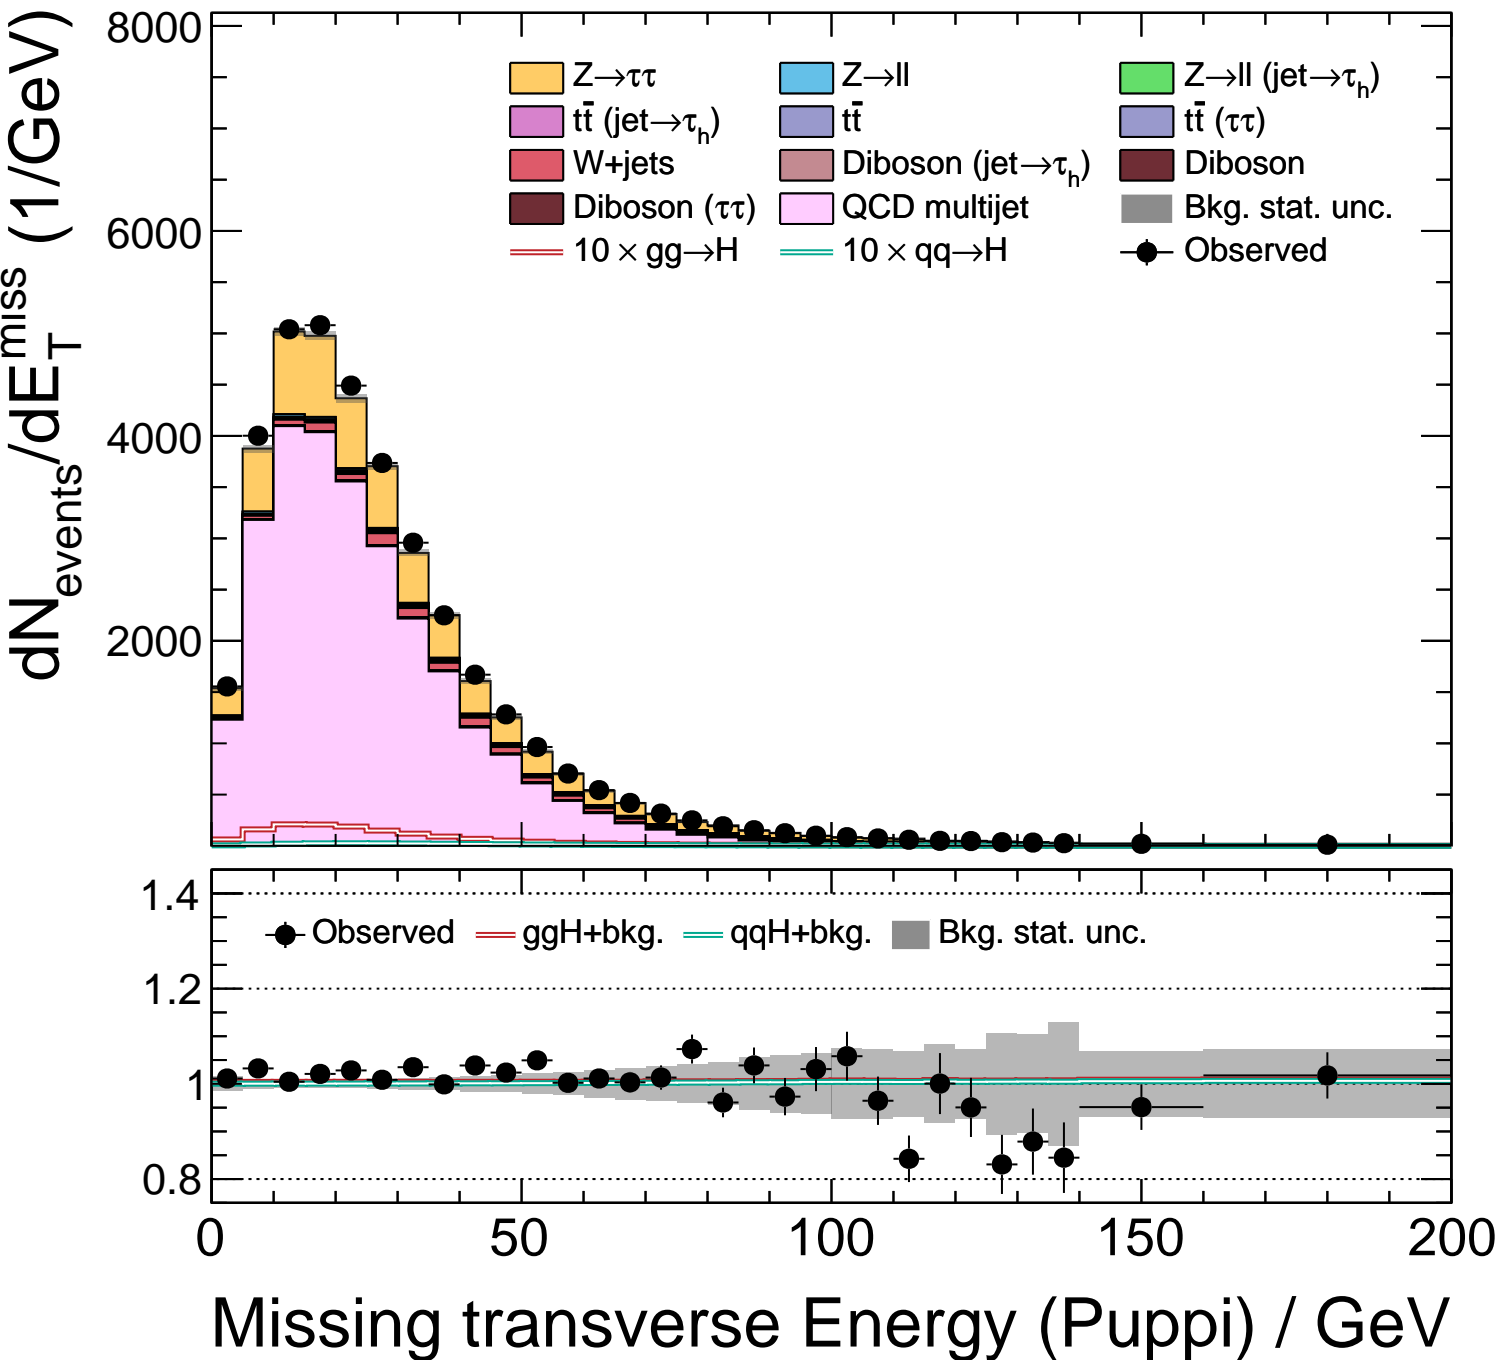 8000
6000
4000
2000
dN_events/dE_T^miss (1/GeV)
Z→ττ Z→ll Z→ll (jet→τ_h)
tt̄ (jet→τ_h) tt̄ tt̄ (ττ)
W+jets Diboson (jet→τ_h) Diboson
Diboson (ττ) QCD multijet Bkg. stat. unc.
10 × gg→H 10 × qq→H Observed
1.4
1.2
1
0.8
Observed ggH+bkg. qqH+bkg. Bkg. stat. unc.
0 50 100 150 200
Missing transverse Energy (Puppi) / GeV